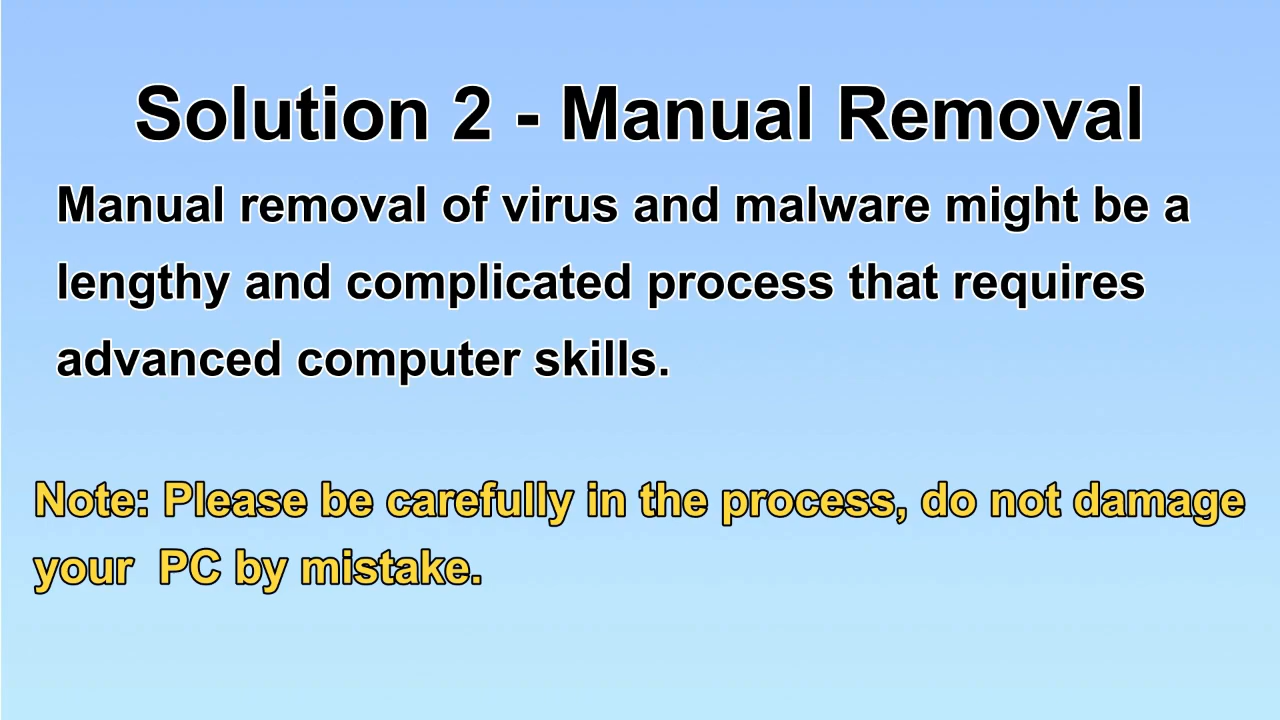 Solution 2 - Manual Removal
Manual removal of virus and malware might be a
lengthy and complicated process that requires
advanced computer skills.
Note: Please be carefully in the process, do not damage
your  PC by mistake.